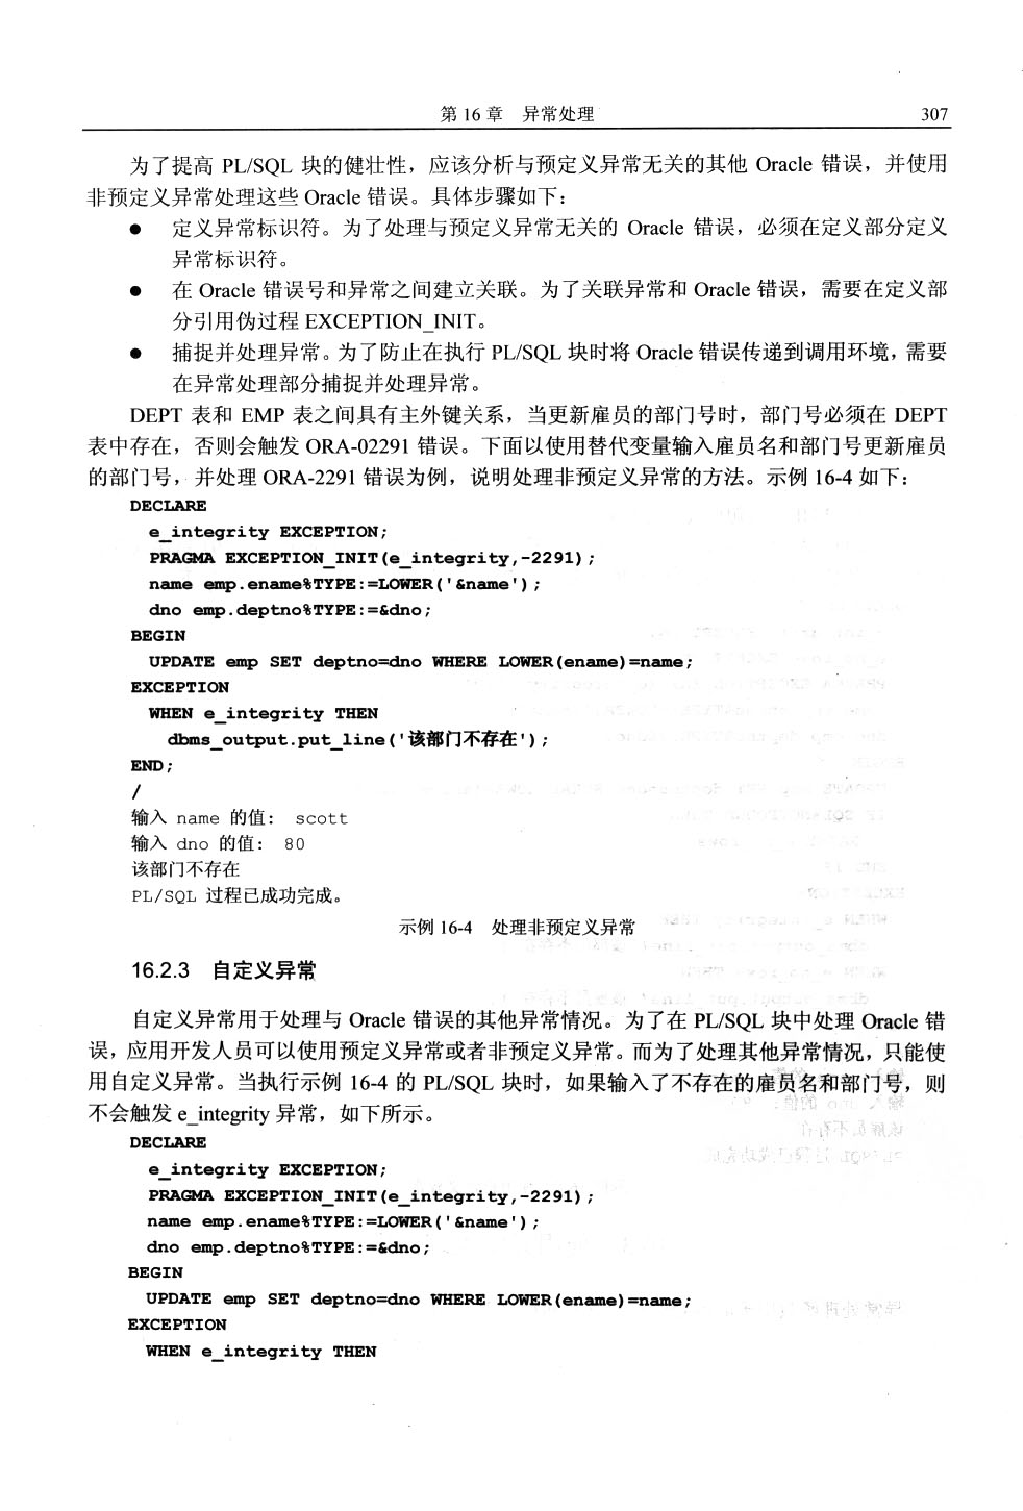 第 16 章 异常处理 307
为了提高 PL/SQL 块的健壮性，应该分析与预定义异常无关的其他 Oracle 错误，并使用
非预定义异常处理这些 Oracle 错误。具体步骤如下：
● 定义异常标识符。为了处理与预定义异常无关的 Oracle 错误，必须在定义部分定义
异常标识符。
● 在 Oracle 错误号和异常之间建立关联。为了关联异常和 Oracle 错误，需要在定义部
分引用伪过程 EXCEPTION_INIT。
● 捕捉并处理异常。为了防止在执行 PL/SQL 块时将 Oracle 错误传递到调用环境，需要
在异常处理部分捕捉并处理异常。
DEPT 表和 EMP 表之间具有主外键关系，当更新雇员的部门号时，部门号必须在 DEPT
表中存在，否则会触发 ORA-02291 错误。下面以使用替代变量输入雇员名和部门号更新雇员
的部门号，并处理 ORA-2291 错误为例，说明处理非预定义异常的方法。示例 16-4 如下：
DECLARE
e_integrity EXCEPTION;
PRAGMA EXCEPTION_INIT(e_integrity,-2291);
name emp.ename%TYPE:=LOWER('&name');
dno emp.deptno%TYPE:=&dno;
BEGIN
UPDATE emp SET deptno=dno WHERE LOWER(ename)=name;
EXCEPTION
WHEN e_integrity THEN
dbms_output.put_line('该部门不存在');
END;
/
输入 name 的值： scott
输入 dno 的值： 80
该部门不存在
PL/SQL 过程已成功完成。
示例 16-4 处理非预定义异常
16.2.3 自定义异常
自定义异常用于处理与 Oracle 错误的其他异常情况。为了在 PL/SQL 块中处理 Oracle 错
误，应用开发人员可以使用预定义异常或者非预定义异常。而为了处理其他异常情况，只能使
用自定义异常。当执行示例 16-4 的 PL/SQL 块时，如果输入了不存在的雇员名和部门号，则
不会触发 e_integrity 异常，如下所示。
DECLARE
e_integrity EXCEPTION;
PRAGMA EXCEPTION_INIT(e_integrity,-2291);
name emp.ename%TYPE:=LOWER('&name');
dno emp.deptno%TYPE:=&dno;
BEGIN
UPDATE emp SET deptno=dno WHERE LOWER(ename)=name;
EXCEPTION
WHEN e_integrity THEN